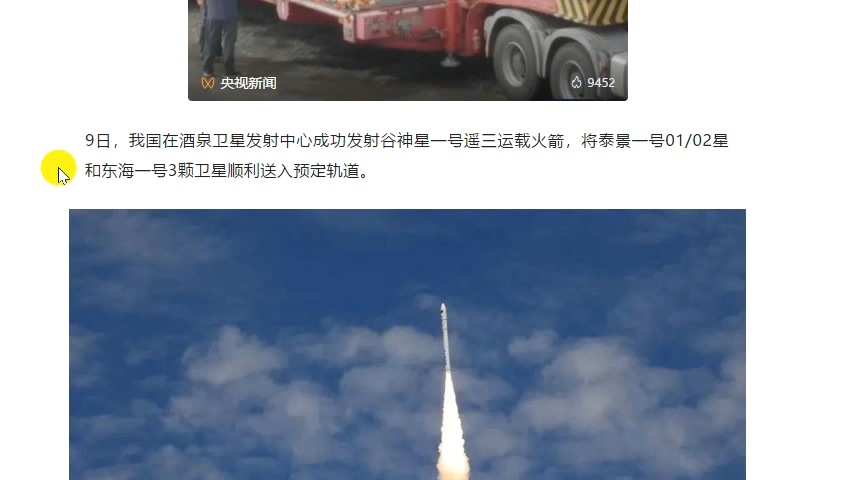 央视新闻
9452
9日，我国在酒泉卫星发射中心成功发射谷神星一号遥三运载火箭，将泰景一号01/02星
和东海一号3颗卫星顺利送入预定轨道。